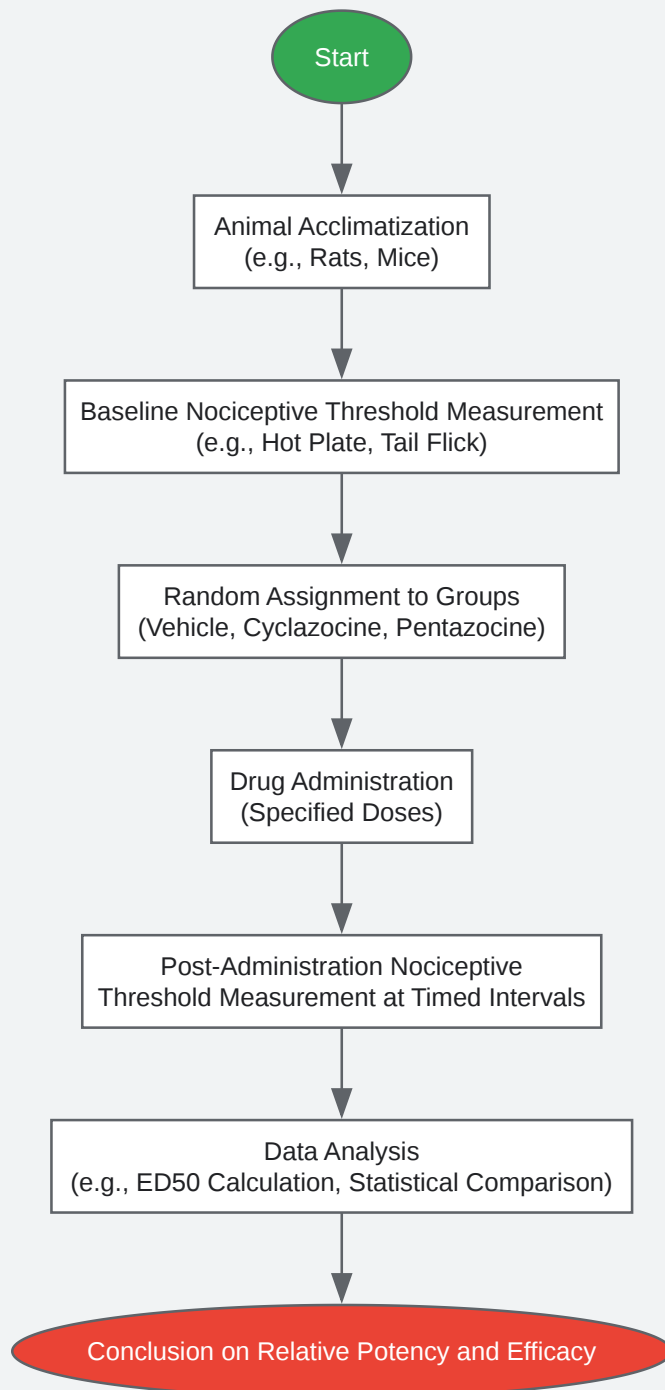 Start
Animal Acclimatization
(e.g., Rats, Mice)
Baseline Nociceptive Threshold Measurement
(e.g., Hot Plate, Tail Flick)
Random Assignment to Groups
(Vehicle, Cyclazocine, Pentazocine)
Drug Administration
(Specified Doses)
Post-Administration Nociceptive
Threshold Measurement at Timed Intervals
Data Analysis
(e.g., ED50 Calculation, Statistical Comparison)
Conclusion on Relative Potency and Efficacy